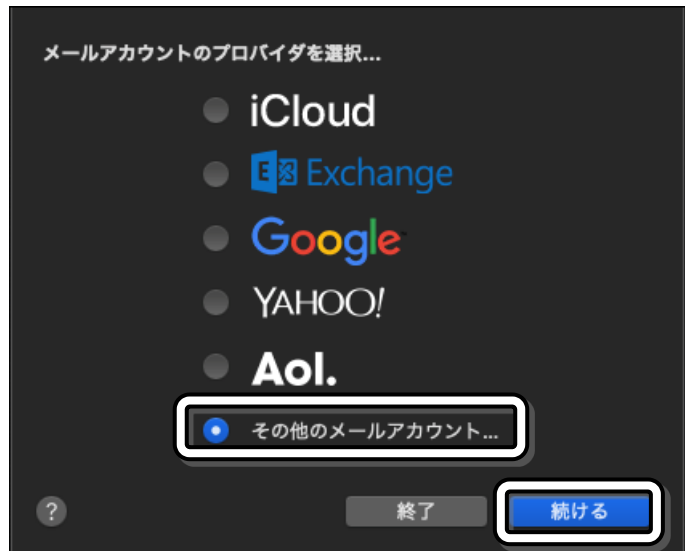 メールアカウントのプロバイダを選択...
iCloud
E Exchange
Google
YAHOO!
Aol.
その他のメールアカウント...
? 終了 続ける